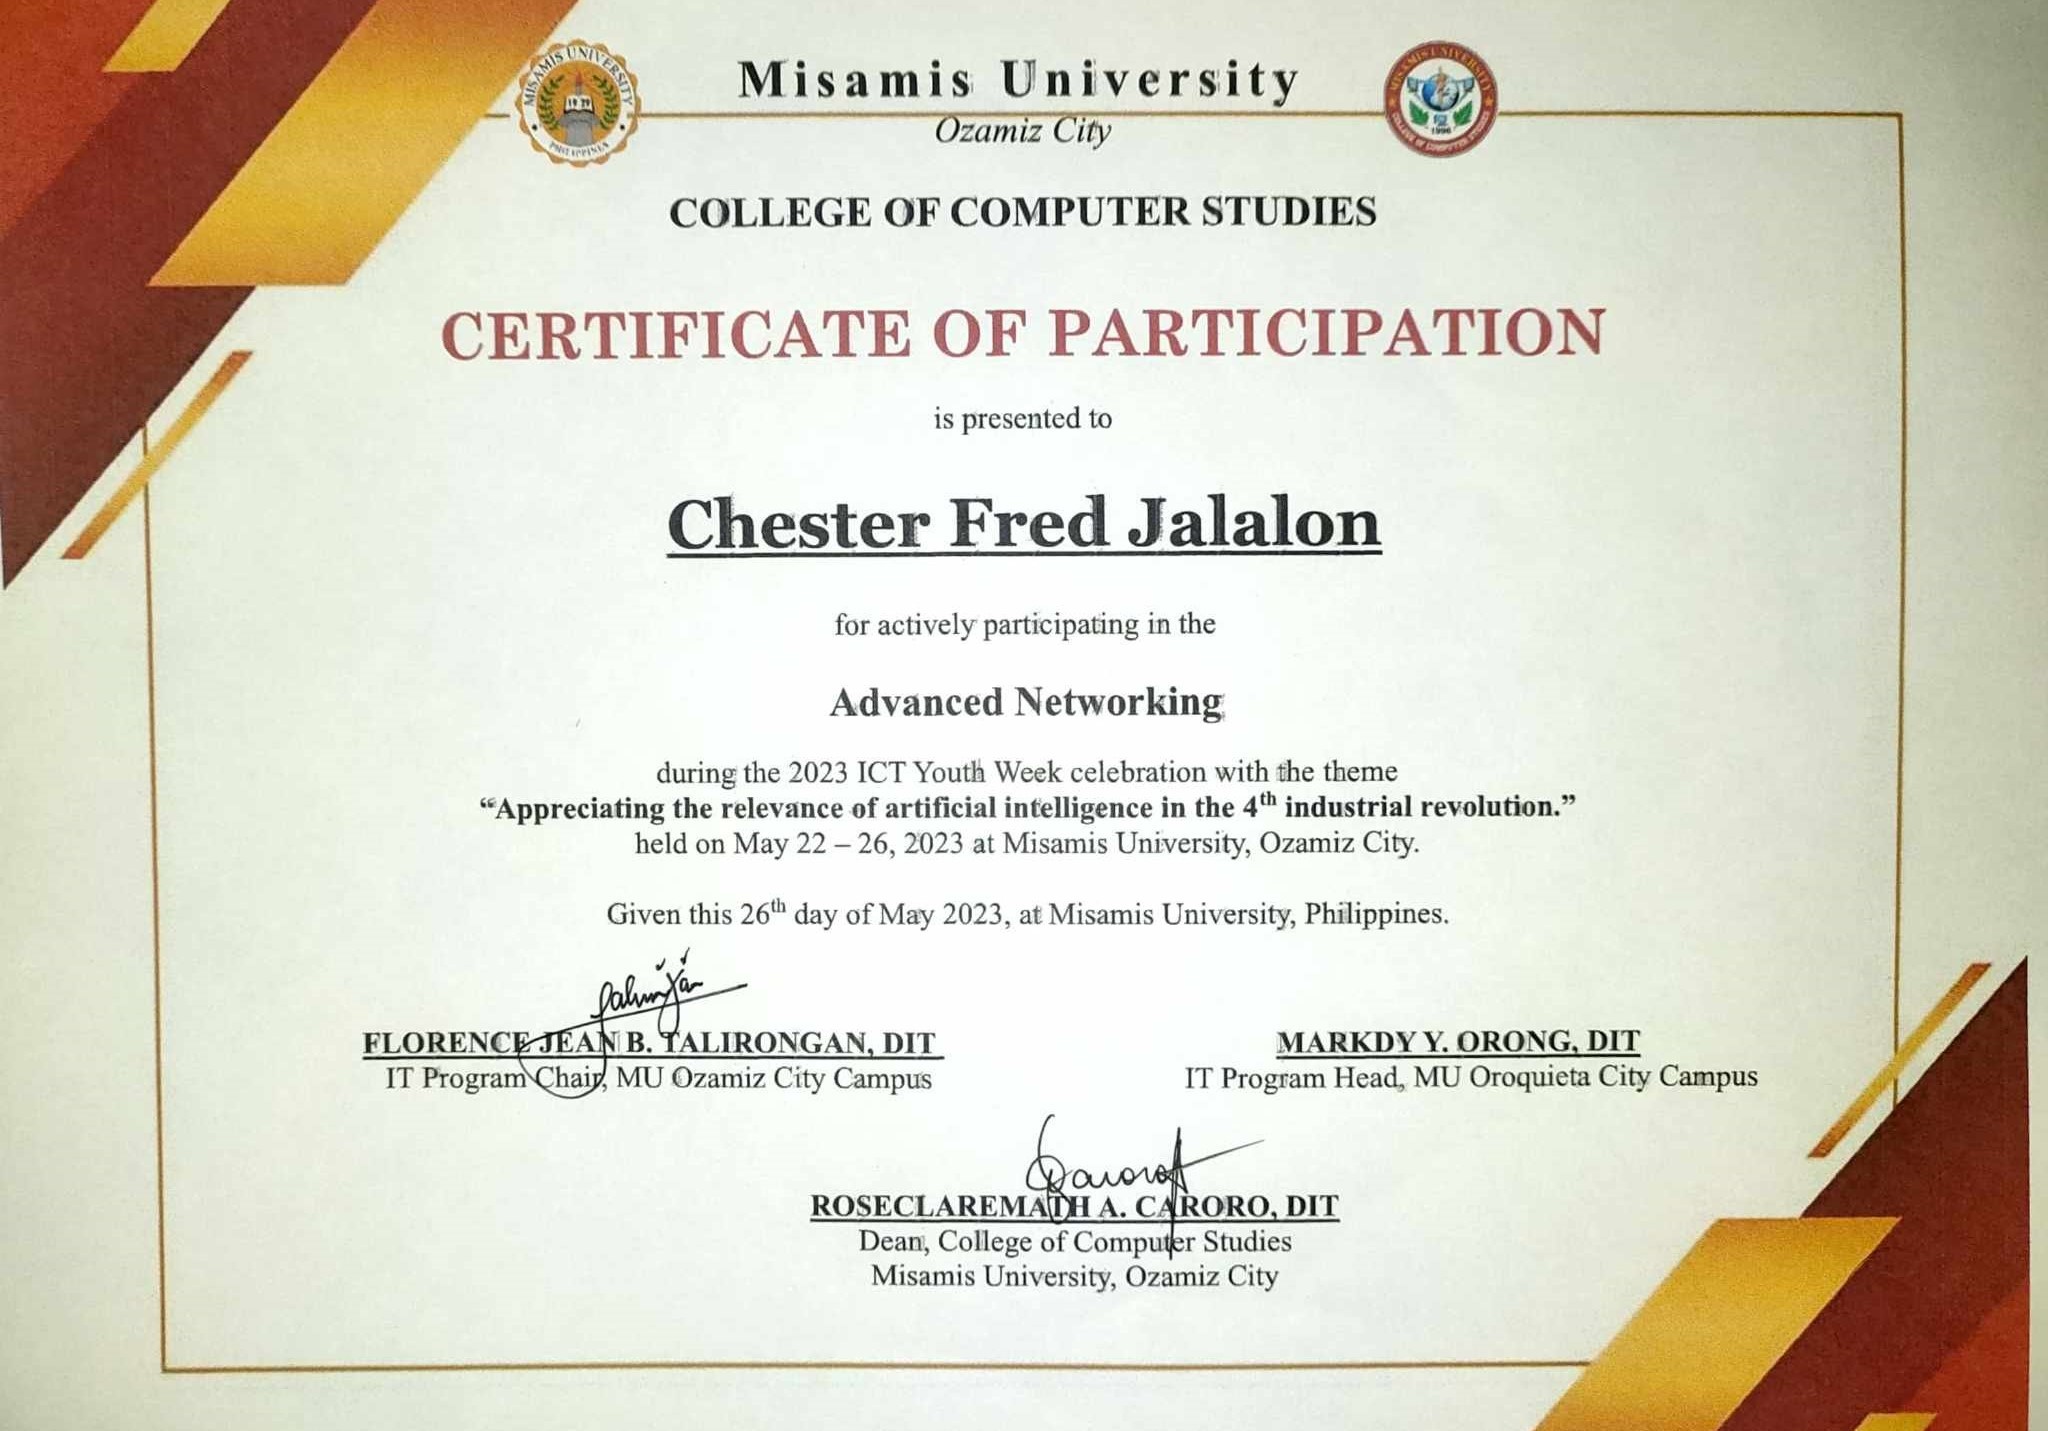 Misamis University
Ozamiz City
MISAMIS UNIVERSITY
1929
PHILIPPINES
MISAMIS UNIVERSITY
1996
COLLEGE OF COMPUTER STUDIES
COLLEGE OF COMPUTER STUDIES
CERTIFICATE OF PARTICIPATION
is presented to
Chester Fred Jalalon
for actively participating in the
Advanced Networking
during the 2023 ICT Youth Week celebration with the theme
“Appreciating the relevance of artificial intelligence in the 4th industrial revolution.”
held on May 22 – 26, 2023 at Misamis University, Ozamiz City.
Given this 26th day of May 2023, at Misamis University, Philippines.
FLORENCE JEAN B. TALIRONGAN, DIT
IT Program Chair, MU Ozamiz City Campus
MARKDY Y. ORONG, DIT
IT Program Head, MU Oroquieta City Campus
ROSECLAREMATH A. CARORO, DIT
Dean, College of Computer Studies
Misamis University, Ozamiz City